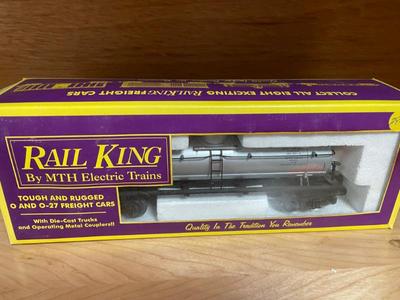 COLLECT ALL EIGHT EXCITING RAILKING FREIGHT CARS
RAIL KING
By MTH Electric Trains
TOUGH AND RUGGED
O AND O-27 FREIGHT CARS
With Die-Cast Trucks
and Operating Metal Couplers!!
Quality In The Tradition You Remember